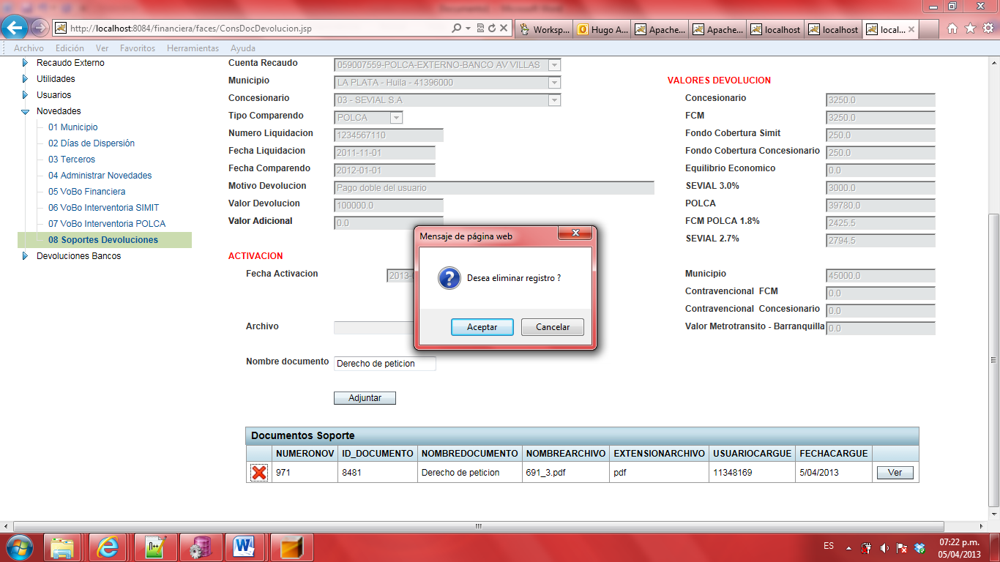 http://localhost:8084/financiera/faces/ConsDocDevolucion.jsp
Worksp...
Hugo A...
Apache...
Apache...
localhost
localhost
local...
Archivo Edición Ver Favoritos Herramientas Ayuda
Recaudo Externo
Utilidades
Usuarios
Novedades
01 Municipio
02 Días de Dispersión
03 Terceros
04 Administrar Novedades
05 VoBo Financiera
06 VoBo Interventoria SIMIT
07 VoBo Interventoria POLCA
08 Soportes Devoluciones
Devoluciones Bancos
Cuenta Recaudo 059007559-POLCA-EXTERNO-BANCO AV VILLAS
Municipio LA PLATA - Huila - 41396000
Concesionario 03 - SEVIAL S.A
Tipo Comparendo POLCA
Numero Liquidacion 1234567110
Fecha Liquidacion 2011-11-01
Fecha Comparendo 2012-01-01
Motivo Devolucion Pago doble del usuario
Valor Devolucion 100000.0
Valor Adicional 0.0
ACTIVACION
Fecha Activacion 2013-
Archivo
Nombre documento Derecho de peticion
Adjuntar
VALORES DEVOLUCION
Concesionario 3250.0
FCM 3250.0
Fondo Cobertura Simit 250.0
Fondo Cobertura Concesionario 250.0
Equilibrio Economico 0.0
SEVIAL 3.0% 3000.0
POLCA 39780.0
FCM POLCA 1.8% 2425.5
SEVIAL 2.7% 2794.5
Municipio 45000.0
Contravencional FCM 0.0
Contravencional Concesionario 0.0
Valor Metrotransito - Barranquilla 0.0
Mensaje de página web
Desea eliminar registro ?
Aceptar Cancelar
Documentos Soporte
NUMERONOV ID_DOCUMENTO NOMBREDOCUMENTO NOMBREARCHIVO EXTENSIONARCHIVO USUARIOCARGUE FECHACARGUE
971 8481 Derecho de peticion 691_3.pdf pdf 11348169 5/04/2013 Ver
ES
07:22 p.m.
05/04/2013